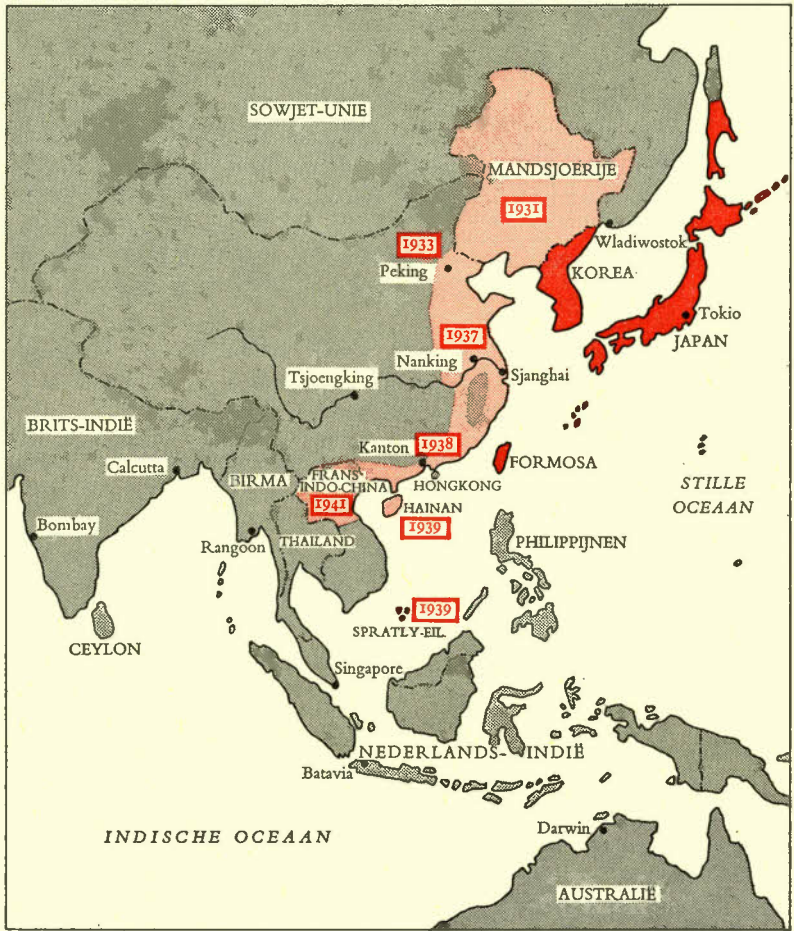 SOWJET-UNIE
MANDSJOERIJE
1931
1933
Wladiwostok
Peking
KOREA
Tokio
JAPAN
1937
Nanking
Sjanghai
Tsjoengking
BRITS-INDIË
Kanton
1938
Calcutta
FORMOSA
BIRMA
FRANS
INDO-CHINA
HONGKONG
STILLE
OCEAAN
1941
HAINAN
1939
Bombay
Rangoon
THAILAND
PHILIPPIJNEN
1939
SPRATLY-EIL.
CEYLON
Singapore
NEDERLANDS-INDIË
Batavia
INDISCHE OCEAAN
Darwin
AUSTRALIË